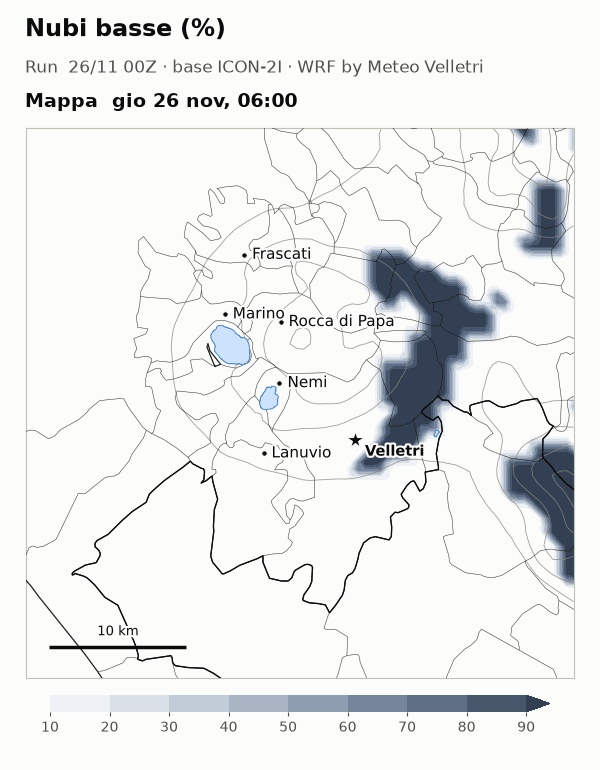 Nubi basse (%)
Run  26/11 00Z · base ICON-2I · WRF by Meteo Velletri
Mappa  gio 26 nov, 06:00
Frascati
Marino
Rocca di Papa
Nemi
Velletri
Lanuvio
10 km
10 20 30 40 50 60 70 80 90